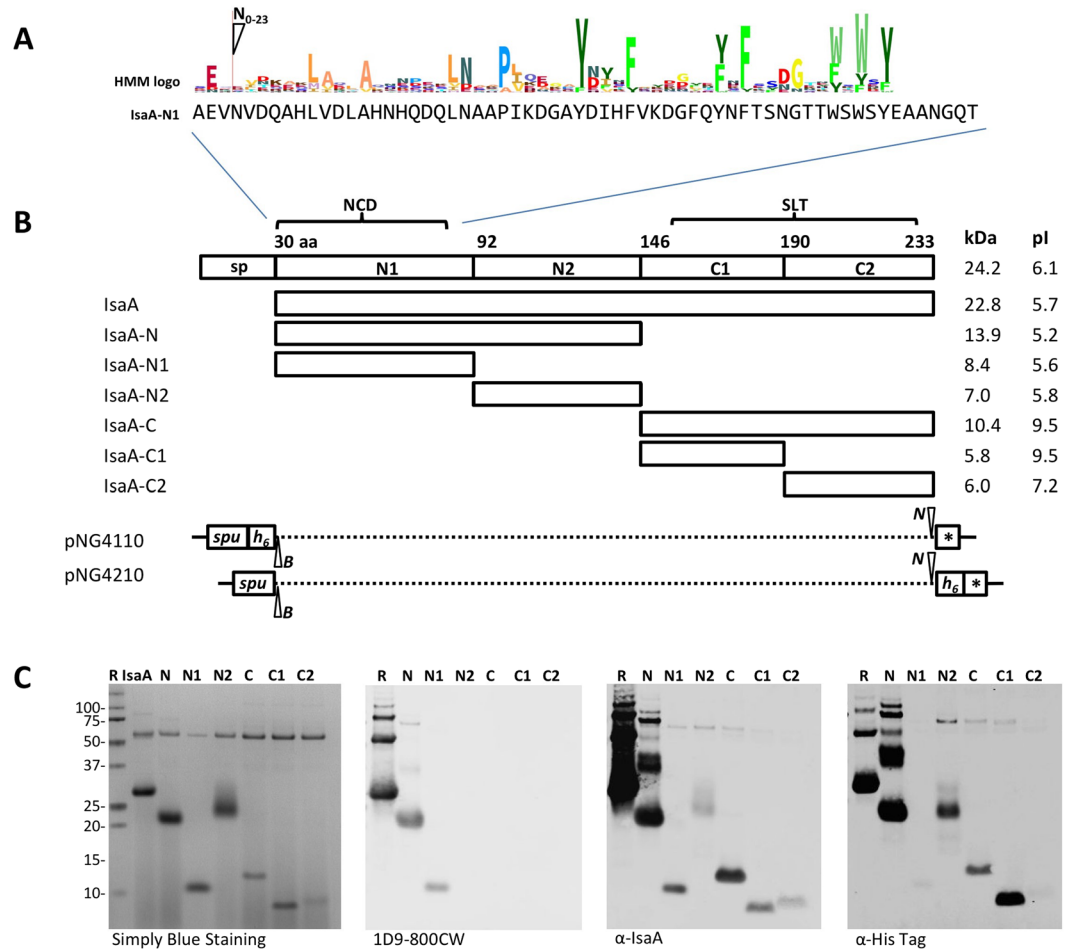 A
N0-23
HMM logo
IsaA-N1 AEVNVDQAHLVDLAHNHQDQLNAAPIKDGAYDIHFVKDGFQYNFTSNGTTWSWSYEAANGQT
B
NCD SLT
30 aa 92 146 190 233 kDa pI
sp N1 N2 C1 C2 24.2 6.1
IsaA 22.8 5.7
IsaA-N 13.9 5.2
IsaA-N1 8.4 5.6
IsaA-N2 7.0 5.8
IsaA-C 10.4 9.5
IsaA-C1 5.8 9.5
IsaA-C2 6.0 7.2
pNG4110 spu h6 B N *
pNG4210 spu B N h6 *
C
R IsaA N N1 N2 C C1 C2
R N N1 N2 C C1 C2
R N N1 N2 C C1 C2
R N N1 N2 C C1 C2
100-
75-
50-
37-
25-
20-
15-
10-
Simply Blue Staining
1D9-800CW
α-IsaA
α-His Tag